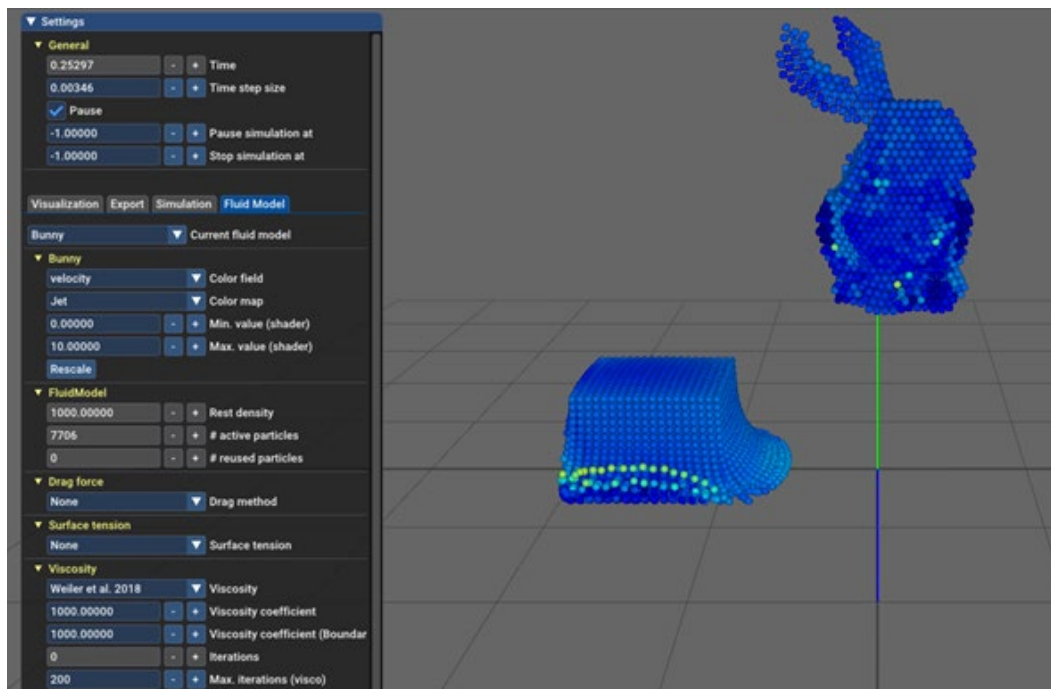 Settings
General
0.25297 - + Time
0.00346 - + Time step size
Pause
-1.00000 - + Pause simulation at
-1.00000 - + Stop simulation at
Visualization Export Simulation Fluid Model
Bunny Current fluid model
Bunny
velocity Color field
Jet Color map
0.00000 - + Min. value (shader)
10.00000 - + Max. value (shader)
Rescale
FluidModel
1000.00000 - + Rest density
7706 - + # active particles
0 - + # reused particles
Drag force
None Drag method
Surface tension
None Surface tension
Viscosity
Weiler et al. 2018 Viscosity
1000.00000 - + Viscosity coefficient
1000.00000 - + Viscosity coefficient (Boundar
0 - + Iterations
200 - + Max. iterations (visco)